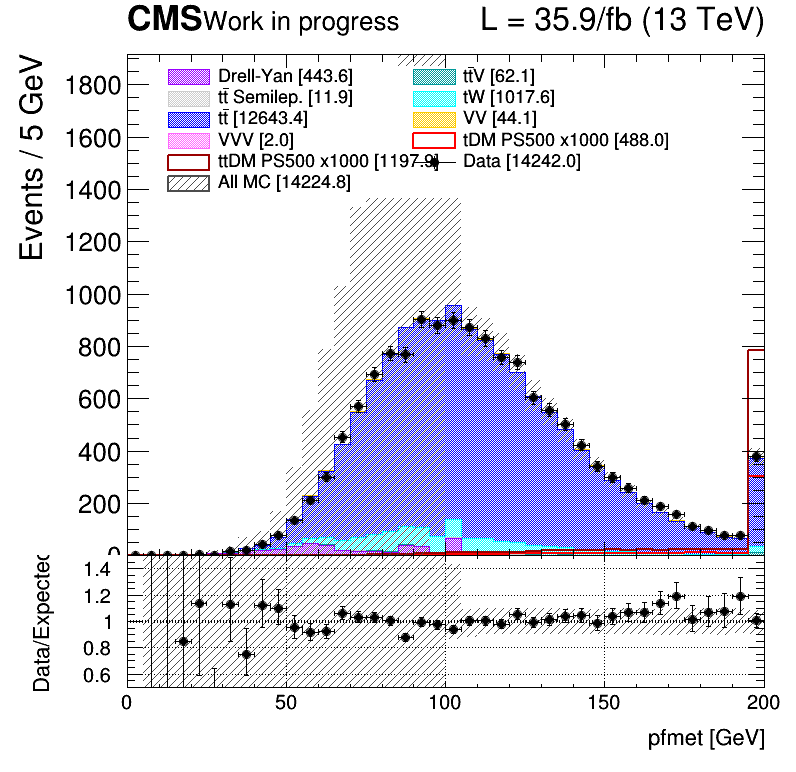 CMS Work in progress L = 35.9/fb (13 TeV)
Events / 5 GeV
1800
1600
1400
1200
1000
800
600
400
200
0
Drell-Yan [443.6]
tt̄V [62.1]
tt̄ Semilep. [11.9]
tW [1017.6]
tt̄ [12643.4]
VV [44.1]
VVV [2.0]
tDM PS500 x1000 [488.0]
ttDM PS500 x1000 [1197.9]
Data [14242.0]
All MC [14224.8]
Data/Expected
1.4
1.2
1
0.8
0.6
0 50 100 150 200
pfmet [GeV]